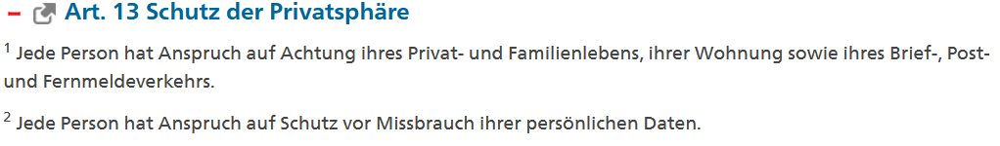 Art. 13 Schutz der Privatsphäre
1 Jede Person hat Anspruch auf Achtung ihres Privat- und Familienlebens, ihrer Wohnung sowie ihres Brief-, Post-
und Fernmeldeverkehrs.
2 Jede Person hat Anspruch auf Schutz vor Missbrauch ihrer persönlichen Daten.